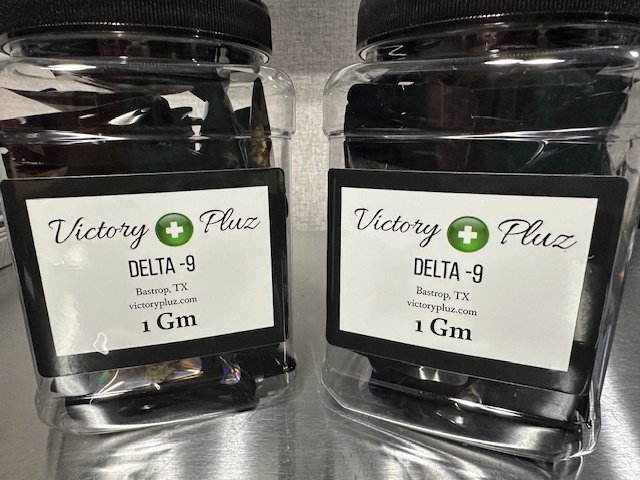 Victory Pluz
DELTA -9
Bastrop, TX
victorypluz.com
1 Gm
Victory Pluz
DELTA -9
Bastrop, TX
victorypluz.com
1 Gm